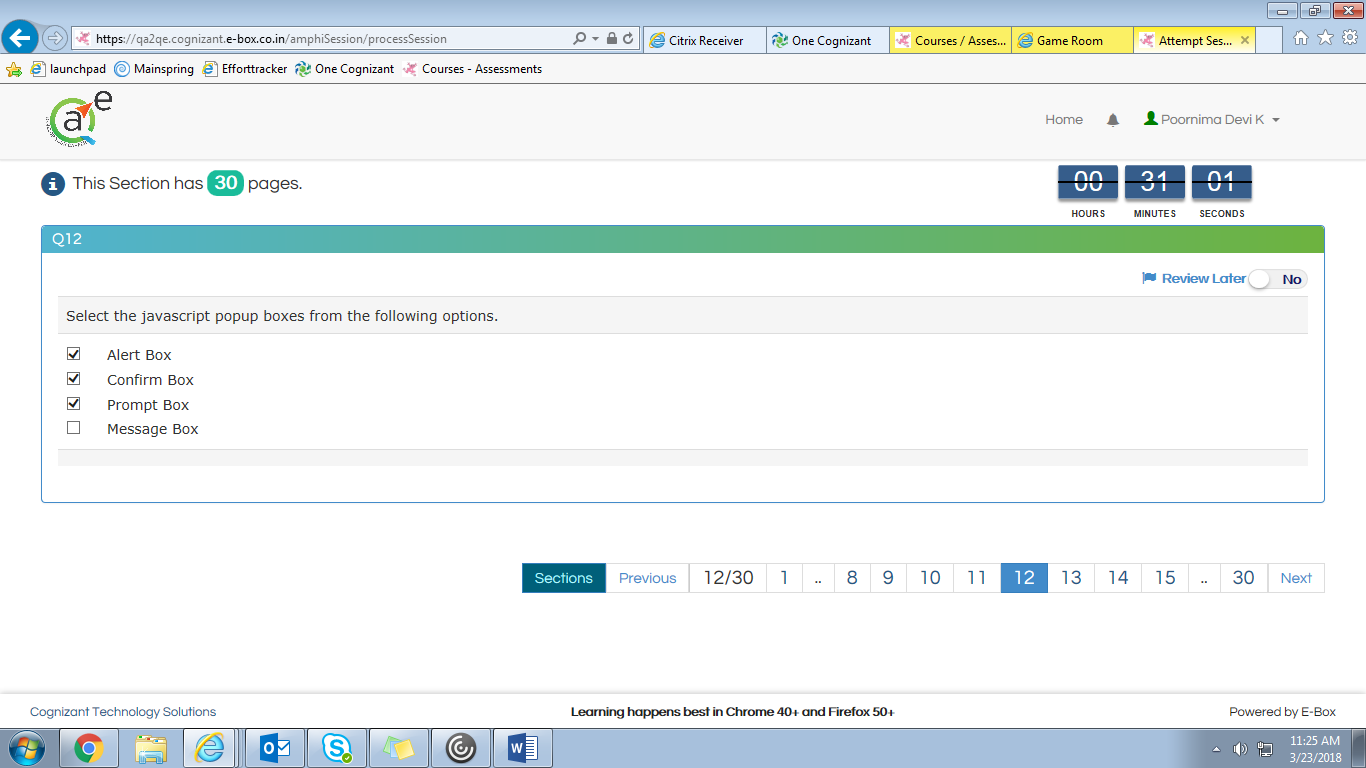 https://qa2qe.cognizant.e-box.co.in/amphiSession/processSession
Citrix Receiver
One Cognizant
Courses / Asses...
Game Room
Attempt Ses...
launchpad
Mainspring
Efforttracker
One Cognizant
Courses - Assessments
a e
Home
Poornima Devi K
This Section has 30 pages.
00 31 01
HOURS MINUTES SECONDS
Q12
Review Later No
Select the javascript popup boxes from the following options.
Alert Box
Confirm Box
Prompt Box
Message Box
Sections Previous 12/30 1 .. 8 9 10 11 12 13 14 15 .. 30 Next
Cognizant Technology Solutions
Learning happens best in Chrome 40+ and Firefox 50+
Powered by E-Box
11:25 AM
3/23/2018